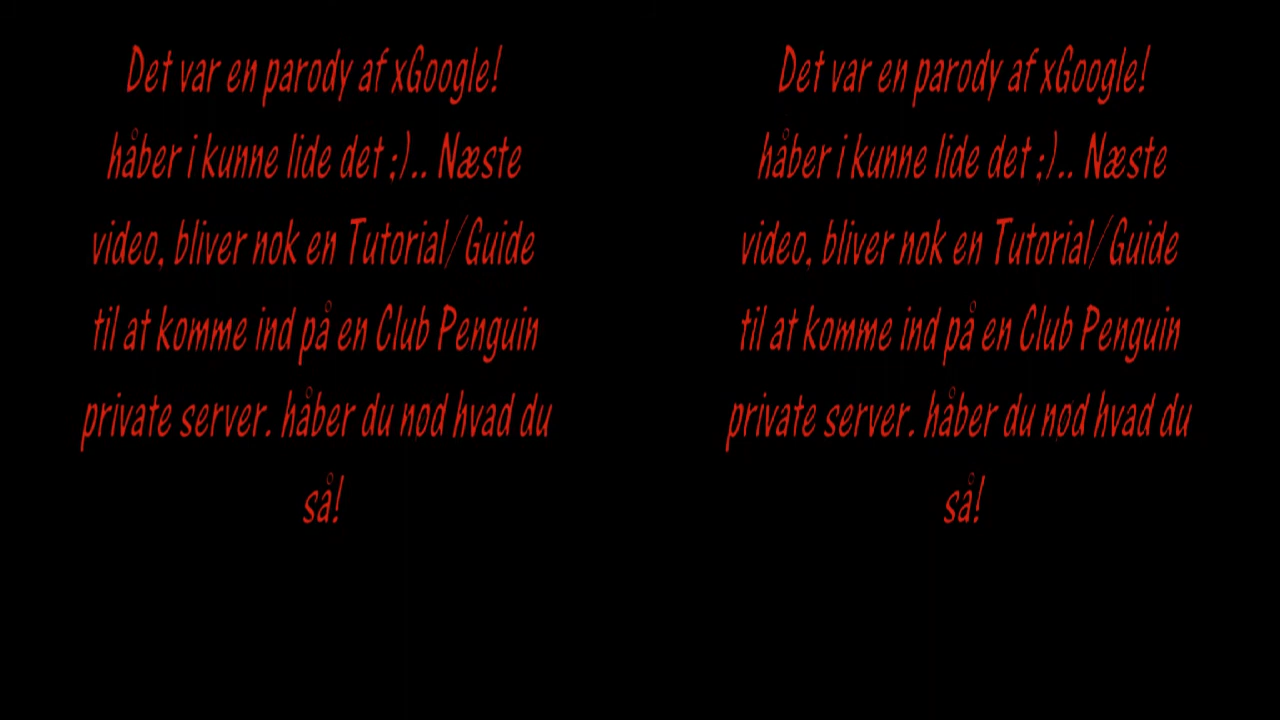 Det var en parody af xGoogle!
håber i kunne lide det ;).. Næste
video, bliver nok en Tutorial/Guide
til at komme ind på en Club Penguin
private server. håber du nød hvad du
så!
Det var en parody af xGoogle!
håber i kunne lide det ;).. Næste
video, bliver nok en Tutorial/Guide
til at komme ind på en Club Penguin
private server. håber du nød hvad du
så!